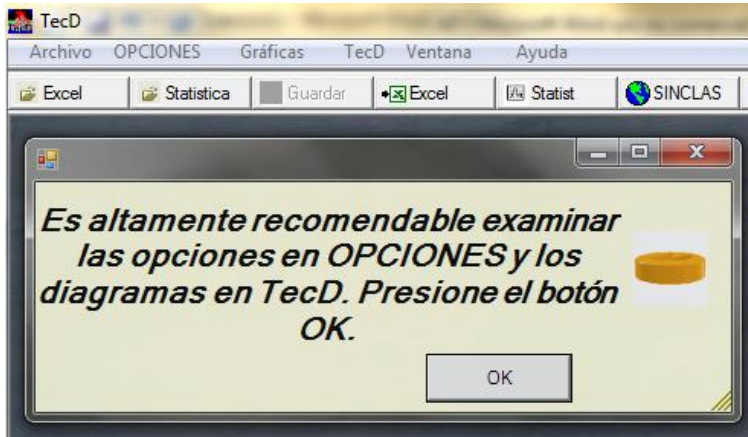 TecD
Archivo OPCIONES Gráficas TecD Ventana Ayuda
Excel Statistica Guardar Excel Statist SINCLAS
Es altamente recomendable examinar
las opciones en OPCIONES y los
diagramas en TecD. Presione el botón
OK.
OK